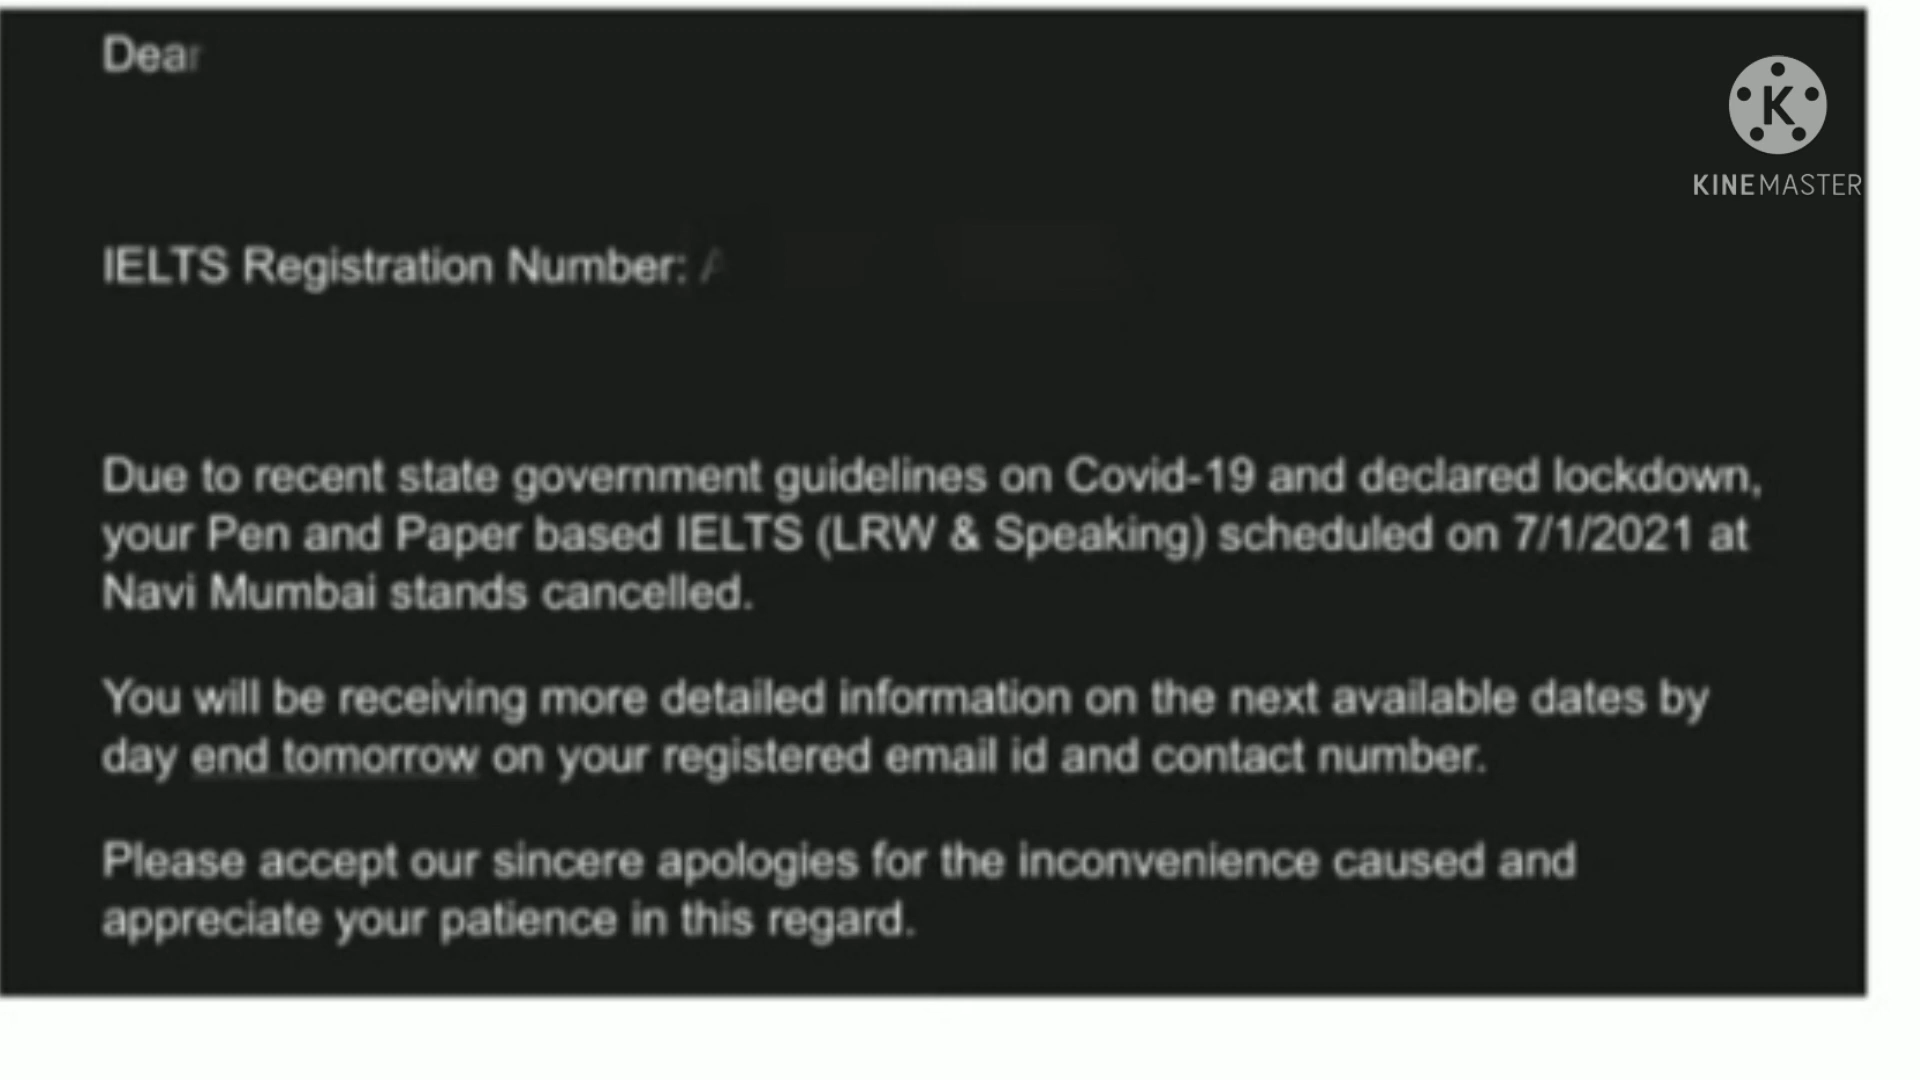 Dear
K
KINEMASTER
IELTS Registration Number: A
Due to recent state government guidelines on Covid-19 and declared lockdown,
your Pen and Paper based IELTS (LRW & Speaking) scheduled on 7/1/2021 at
Navi Mumbai stands cancelled.
You will be receiving more detailed information on the next available dates by
day end tomorrow on your registered email id and contact number.
Please accept our sincere apologies for the inconvenience caused and
appreciate your patience in this regard.